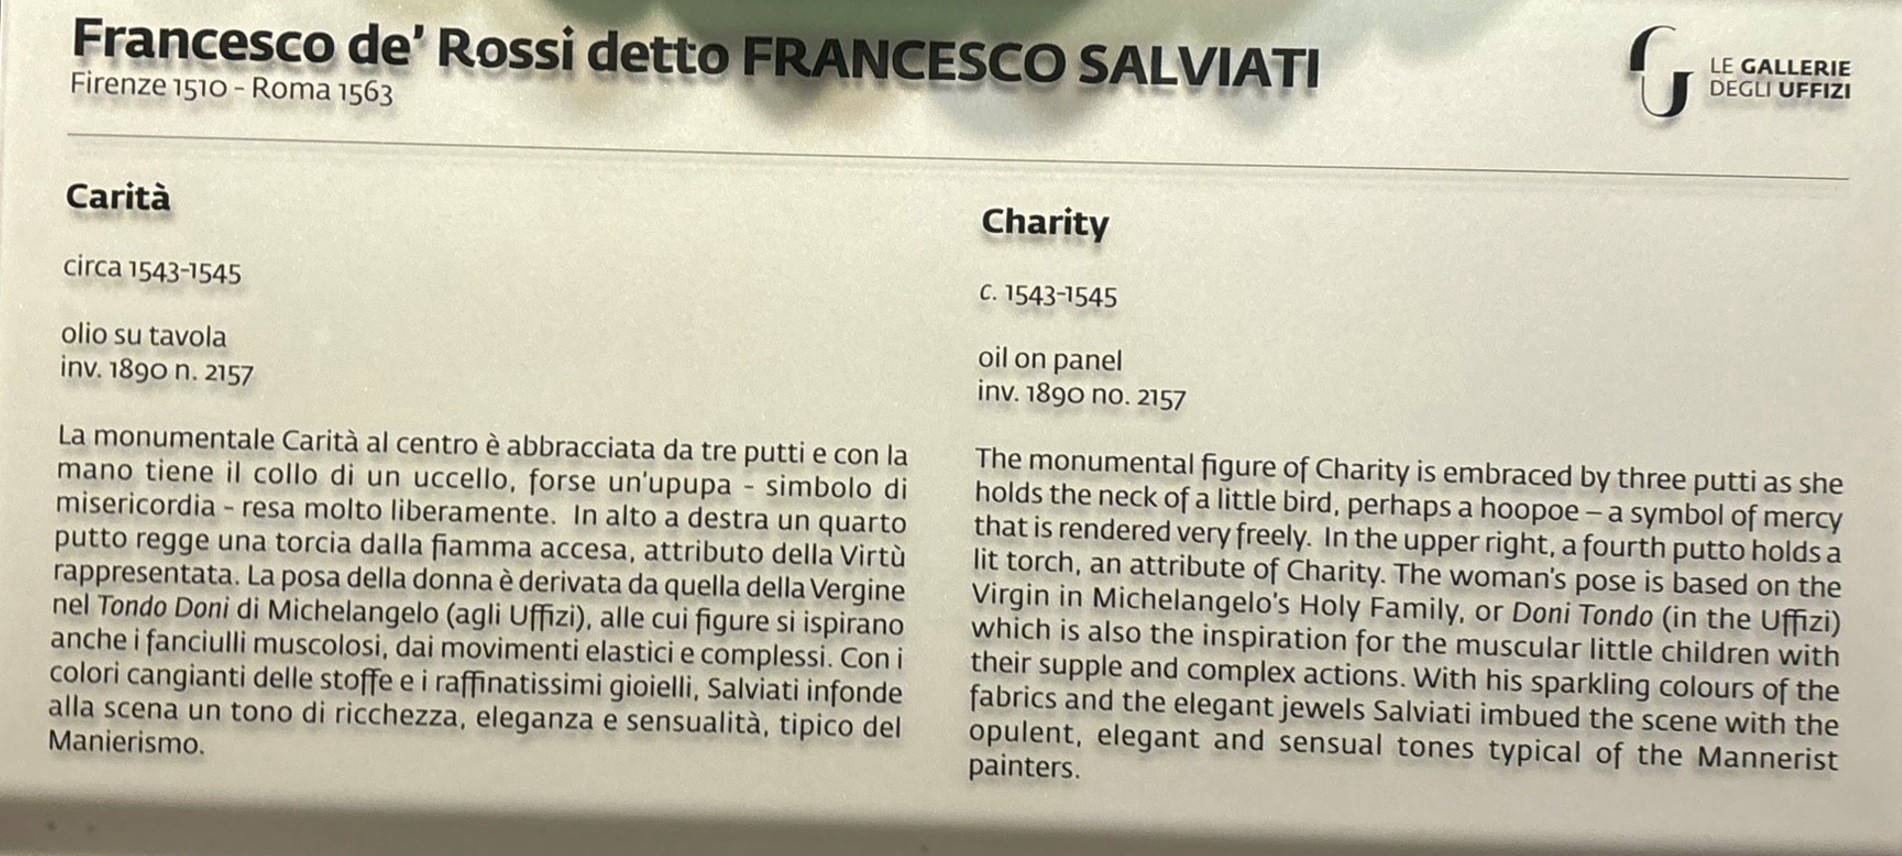 Francesco de' Rossi detto FRANCESCO SALVIATI
Firenze 1510 - Roma 1563
LE GALLERIE
DEGLI UFFIZI
Carità
circa 1543-1545
olio su tavola
inv. 1890 n. 2157
La monumentale Carità al centro è abbracciata da tre putti e con la
mano tiene il collo di un uccello, forse un'upupa - simbolo di
misericordia - resa molto liberamente. In alto a destra un quarto
putto regge una torcia dalla fiamma accesa, attributo della Virtù
rappresentata. La posa della donna è derivata da quella della Vergine
nel Tondo Doni di Michelangelo (agli Uffizi), alle cui figure si ispirano
anche i fanciulli muscolosi, dai movimenti elastici e complessi. Con i
colori cangianti delle stoffe e i raffinatissimi gioielli, Salviati infonde
alla scena un tono di ricchezza, eleganza e sensualità, tipico del
Manierismo.
Charity
c. 1543-1545
oil on panel
inv. 1890 no. 2157
The monumental figure of Charity is embraced by three putti as she
holds the neck of a little bird, perhaps a hoopoe – a symbol of mercy
that is rendered very freely. In the upper right, a fourth putto holds a
lit torch, an attribute of Charity. The woman's pose is based on the
Virgin in Michelangelo's Holy Family, or Doni Tondo (in the Uffizi)
which is also the inspiration for the muscular little children with
their supple and complex actions. With his sparkling colours of the
fabrics and the elegant jewels Salviati imbued the scene with the
opulent, elegant and sensual tones typical of the Mannerist
painters.